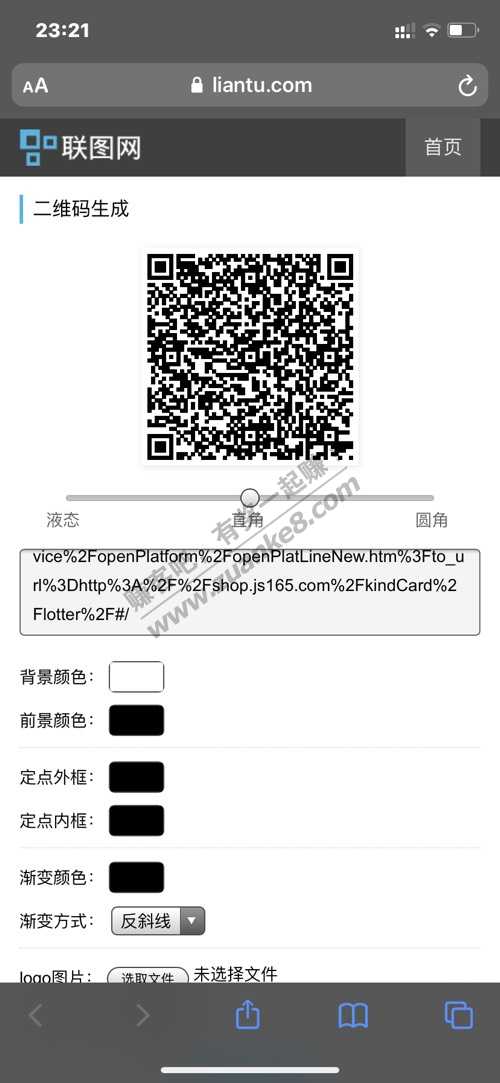 23:21
AA liantu.com
联图网 首页
二维码生成
液态 直角 圆角
vice%2FopenPlatform%2FopenPlatLineNew.htm%3Fto_u
rl%3Dhttp%3A%2F%2Fshop.js165.com%2FkindCard%2
Flotter%2F#/
赚客吧,有奖一起赚
www.zuanke8.com
背景颜色:
前景颜色:
定点外框:
定点内框:
渐变颜色:
渐变方式: 反斜线
logo图片: 选取文件 未选择文件